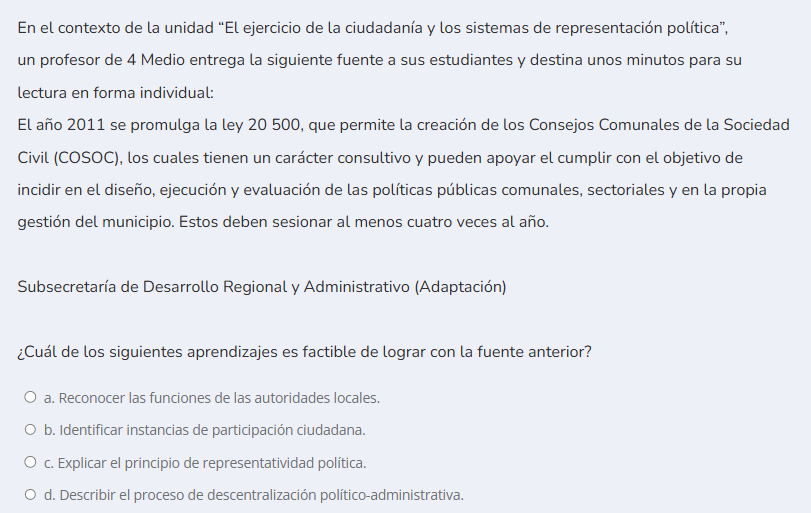 En el contexto de la unidad “El ejercicio de la ciudadanía y los sistemas de representación política”,
un profesor de 4 Medio entrega la siguiente fuente a sus estudiantes y destina unos minutos para su
lectura en forma individual:
El año 2011 se promulga la ley 20 500, que permite la creación de los Consejos Comunales de la Sociedad
Civil (COSOC), los cuales tienen un carácter consultivo y pueden apoyar el cumplir con el objetivo de
incidir en el diseño, ejecución y evaluación de las políticas públicas comunales, sectoriales y en la propia
gestión del municipio. Estos deben sesionar al menos cuatro veces al año.
Subsecretaría de Desarrollo Regional y Administrativo (Adaptación)
¿Cuál de los siguientes aprendizajes es factible de lograr con la fuente anterior?
a. Reconocer las funciones de las autoridades locales.
b. Identificar instancias de participación ciudadana.
c. Explicar el principio de representatividad política.
d. Describir el proceso de descentralización político-administrativa.